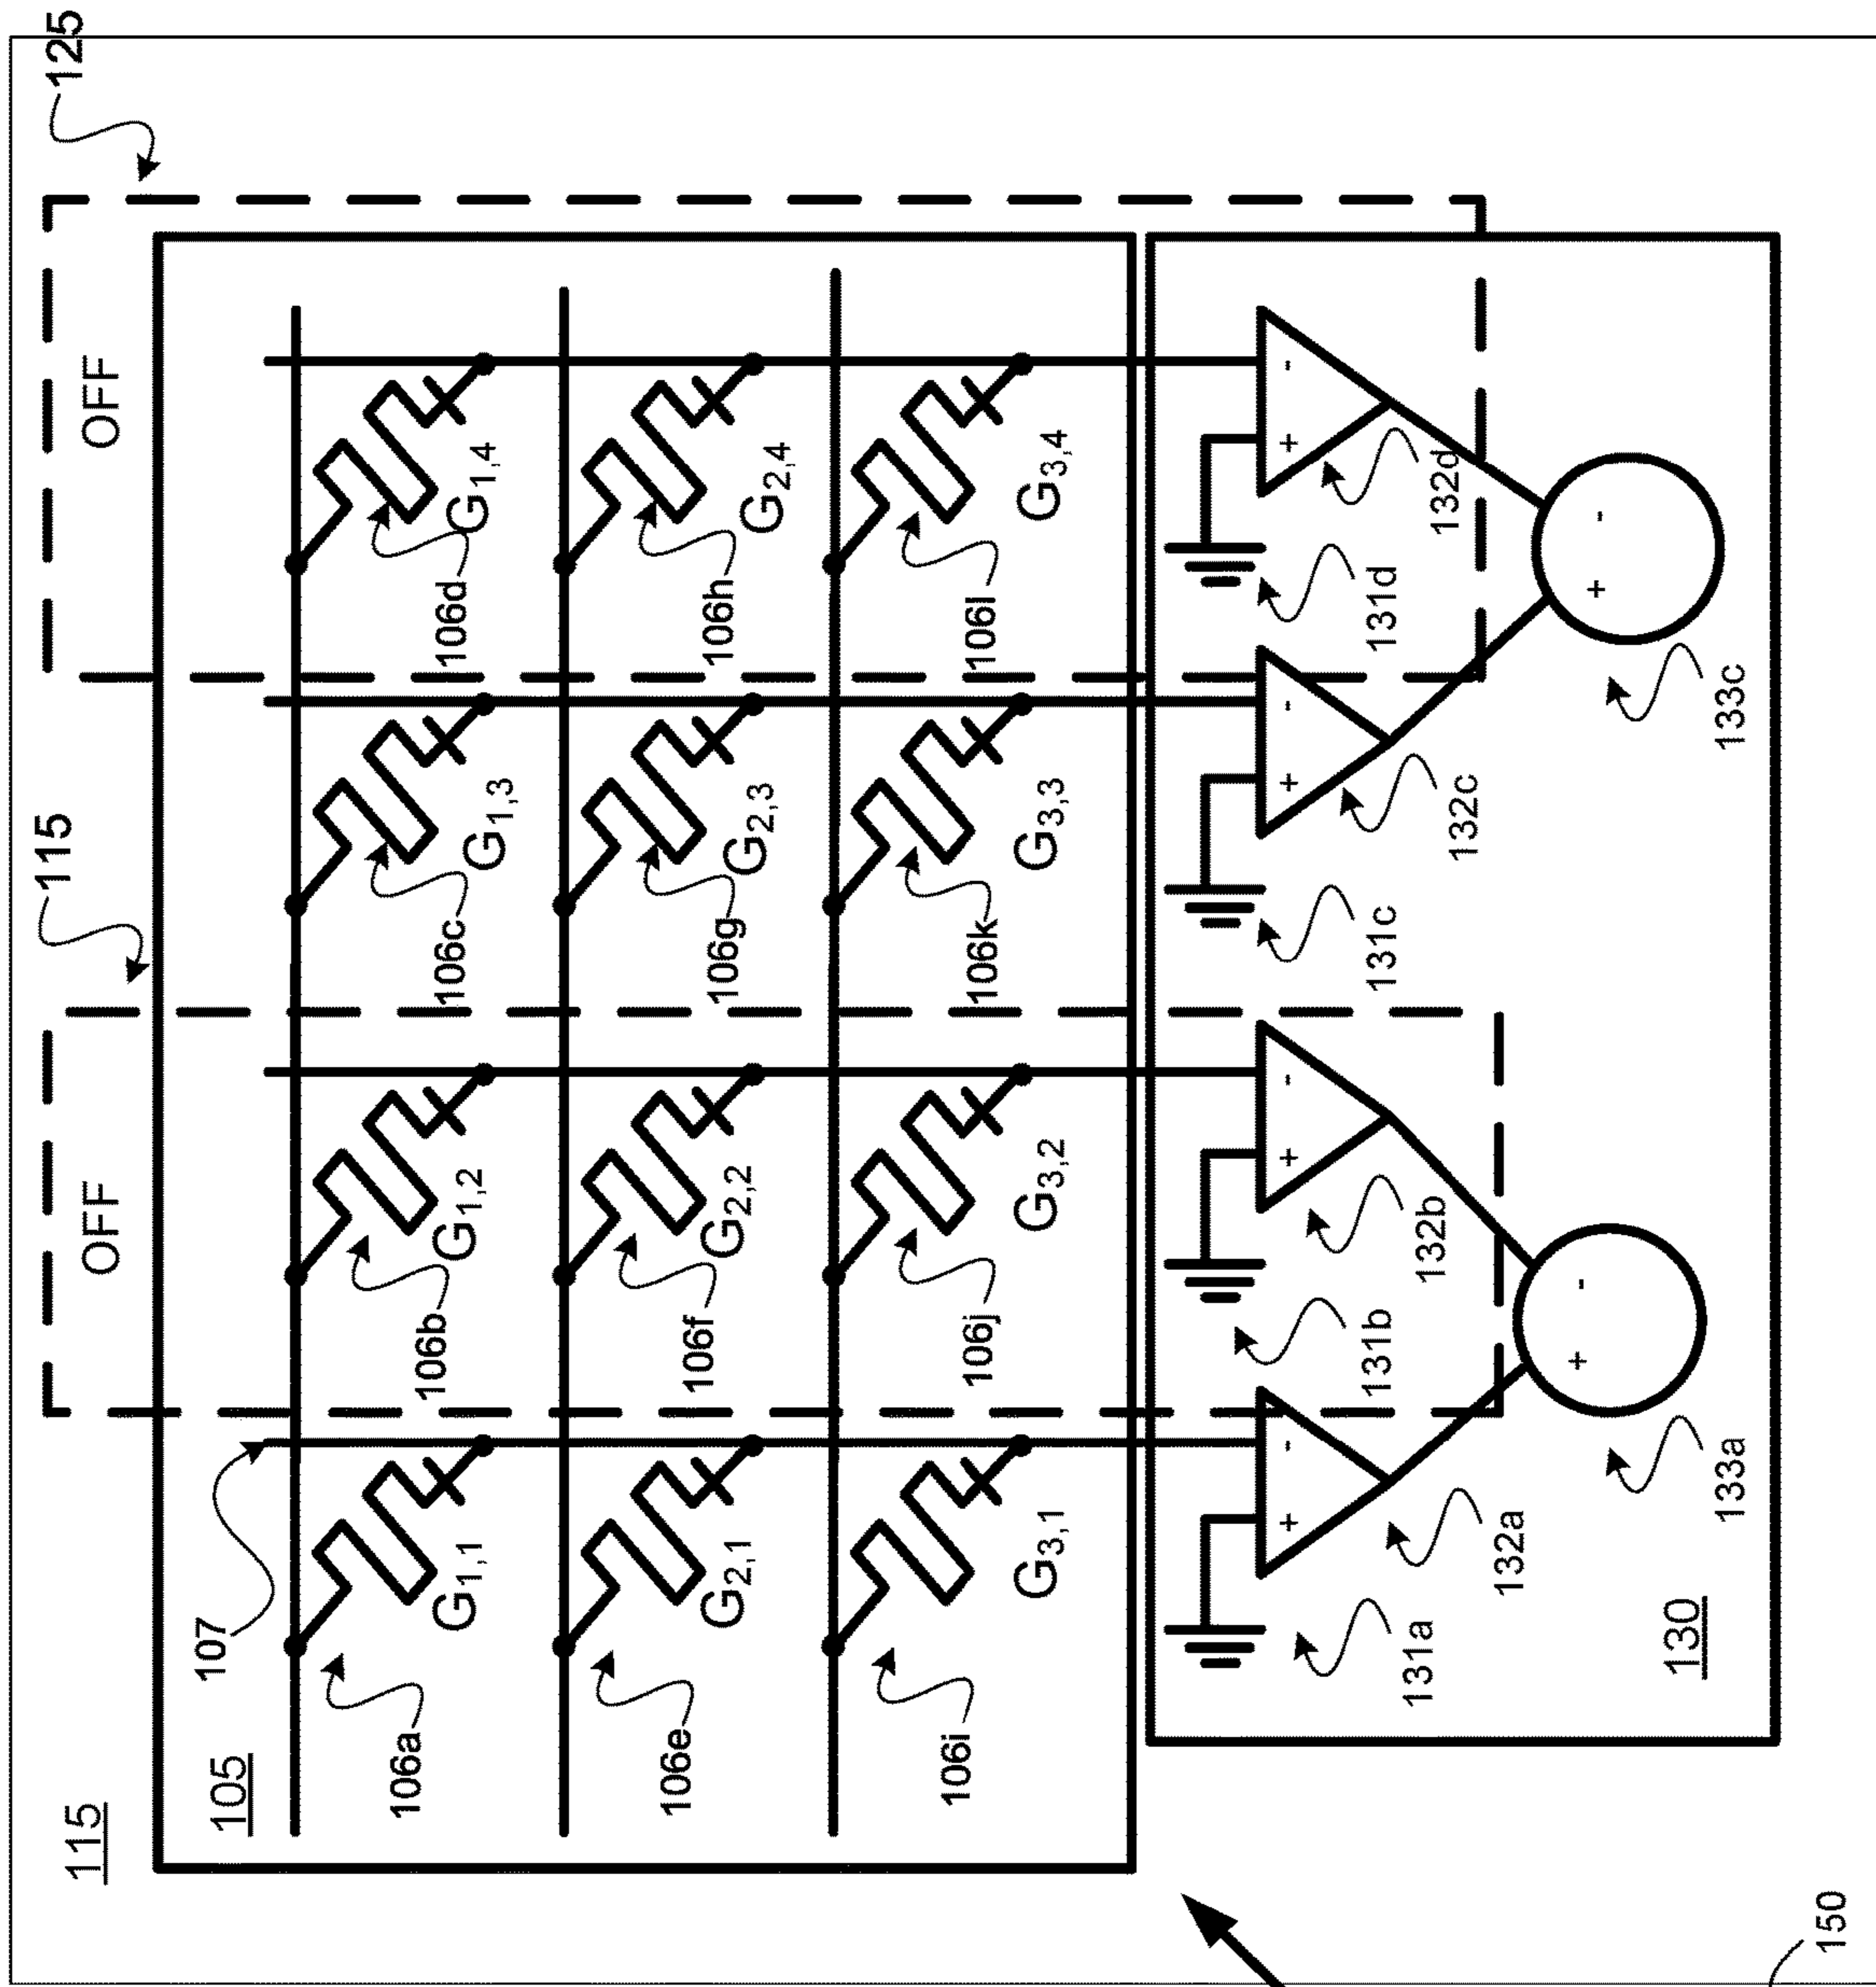 125
115
OFF
OFF
115
105
107
106a
G1,1
106b
G1,2
106c
G1,3
106d
G1,4
106e
G2,1
106f
G2,2
106g
G2,3
106h
G2,4
106i
G3,1
106j
G3,2
106k
G3,3
106l
G3,4
+ -
+ -
+ -
+ -
131a
132a
131b
132b
131c
132c
131d
132d
+ -
+ -
133a
133c
130
150